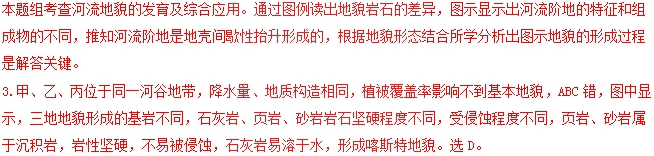 本题组考查河流地貌的发育及综合应用。通过图例读出地貌岩石的差异，图示显示出河流阶地的特征和组
成物的不同，推知河流阶地是地壳间歇性抬升形成的，根据地貌形态结合所学分析出图示地貌的形成过程
是解答关键。
3.甲、乙、丙位于同一河谷地带，降水量、地质构造相同，植被覆盖率影响不到基本地貌，ABC 错，图中显
示，三地地貌形成的基岩不同，石灰岩、页岩、砂岩岩石坚硬程度不同，受侵蚀程度不同，页岩、砂岩属
于沉积岩，岩性坚硬，不易被侵蚀，石灰岩易溶于水，形成喀斯特地貌。选 D。